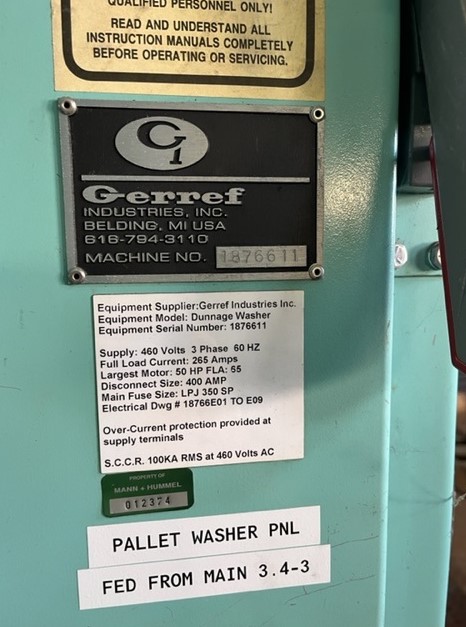 QUALIFIED PERSONNEL ONLY!
READ AND UNDERSTAND ALL
INSTRUCTION MANUALS COMPLETELY
BEFORE OPERATING OR SERVICING.
G1
Gerref
INDUSTRIES, INC.
BELDING, MI USA
616-794-3110
MACHINE NO. 1876611
Equipment Supplier:Gerref Industries Inc.
Equipment Model: Dunnage Washer
Equipment Serial Number: 1876611
Supply: 460 Volts 3 Phase 60 HZ
Full Load Current: 265 Amps
Largest Motor: 50 HP FLA: 55
Disconnect Size: 400 AMP
Main Fuse Size: LPJ 350 SP
Electrical Dwg # 18766E01 TO E09
Over-Current protection provided at
supply terminals
S.C.C.R. 100KA RMS at 460 Volts AC
PROPERTY OF
MANN + HUMMEL
012374
PALLET WASHER PNL
FED FROM MAIN 3.4-3